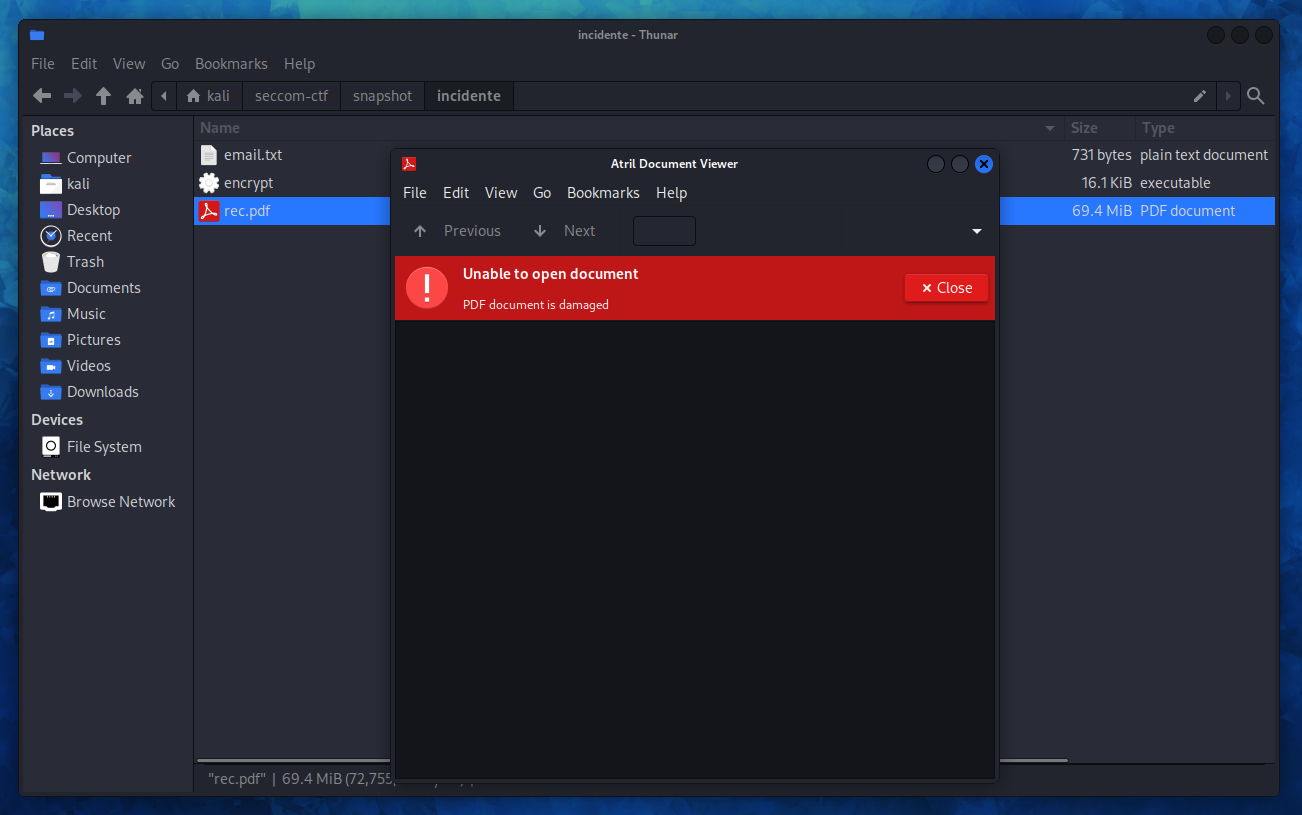 incidente - Thunar
File Edit View Go Bookmarks Help
kali seccom-ctf snapshot incidente
Places
Computer
kali
Desktop
Recent
Trash
Documents
Music
Pictures
Videos
Downloads
Devices
File System
Network
Browse Network
Name Size Type
email.txt 731 bytes plain text document
encrypt 16.1 KiB executable
rec.pdf 69.4 MiB PDF document
"rec.pdf" | 69.4 MiB (72,755,
Atril Document Viewer
File Edit View Go Bookmarks Help
Previous Next
Unable to open document
PDF document is damaged
Close